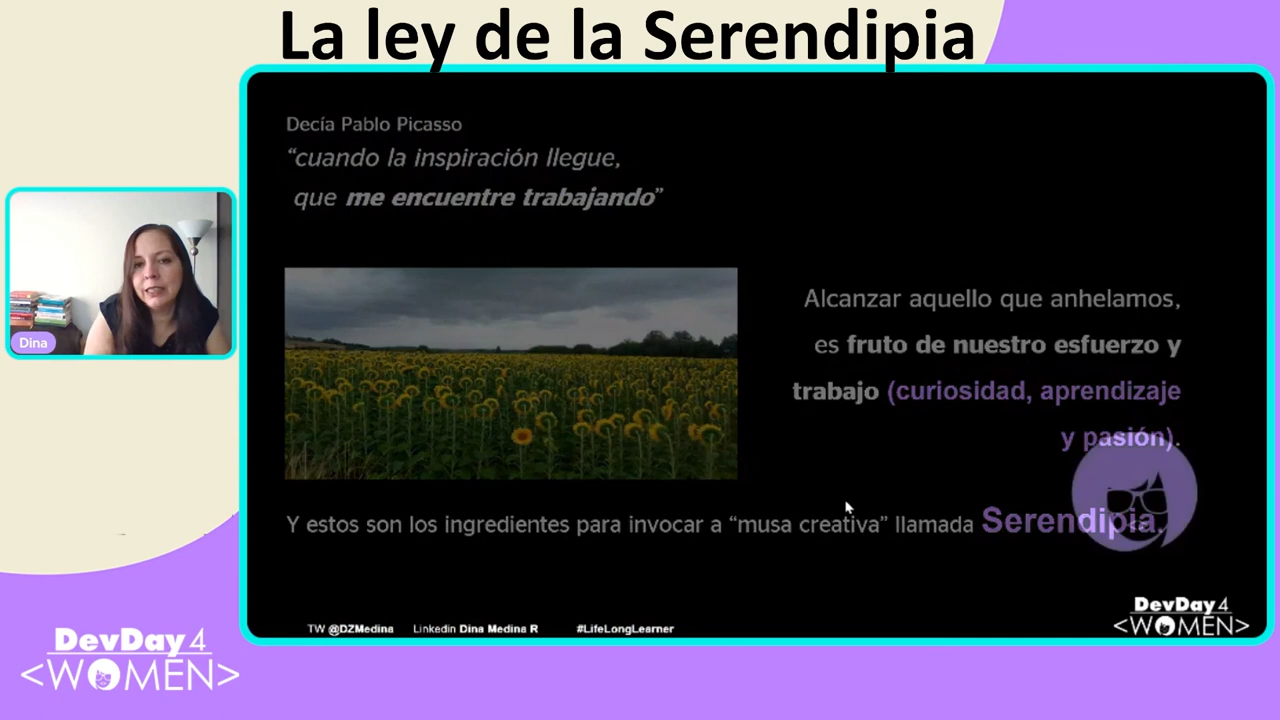 La ley de la Serendipia
Decía Pablo Picasso
“cuando la inspiración llegue,
que me encuentre trabajando”
Alcanzar aquello que anhelamos,
es fruto de nuestro esfuerzo y
trabajo (curiosidad, aprendizaje
y pasión).
Y estos son los ingredientes para invocar a “musa creativa” llamada Serendipia.
Dina
TW @DZMedina Linkedin Dina Medina R #LifeLongLearner
DevDay4
<WOMEN>
DevDay4
<WOMEN>